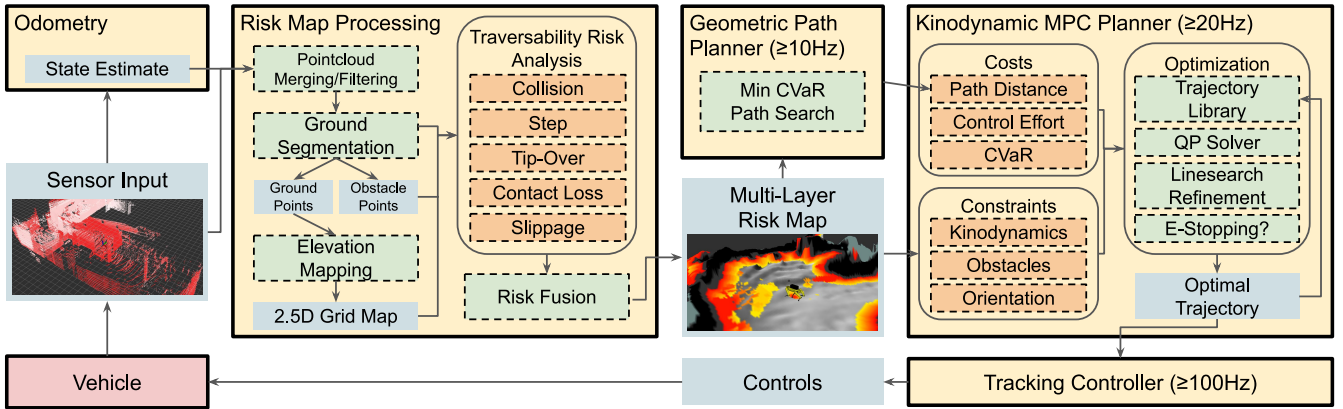 Odometry
State Estimate
Sensor Input
Vehicle
Risk Map Processing
Pointcloud
Merging/Filtering
Ground
Segmentation
Ground
Points
Obstacle
Points
Elevation
Mapping
2.5D Grid Map
Traversability Risk
Analysis
Collision
Step
Tip-Over
Contact Loss
Slippage
Risk Fusion
Geometric Path
Planner (≥10Hz)
Min CVaR
Path Search
Multi-Layer
Risk Map
Controls
Kinodynamic MPC Planner (≥20Hz)
Costs
Path Distance
Control Effort
CVaR
Constraints
Kinodynamics
Obstacles
Orientation
Optimization
Trajectory
Library
QP Solver
Linesearch
Refinement
E-Stopping?
Optimal
Trajectory
Tracking Controller (≥100Hz)